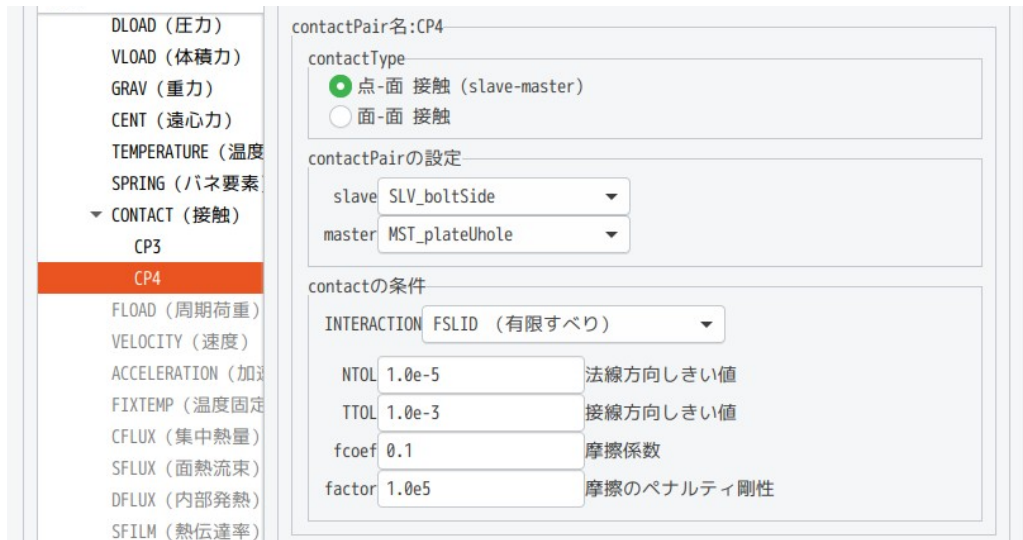 DLOAD (圧力)
VLOAD (体積力)
GRAV (重力)
CENT (遠心力)
TEMPERATURE (温度
SPRING (バネ要素
CONTACT (接触)
CP3
CP4
FLOAD (周期荷重)
VELOCITY (速度)
ACCELERATION (加速
FIXTEMP (温度固定
CFLUX (集中熱量)
SFLUX (面熱流束)
DFLUX (内部発熱)
SFILM (熱伝達率)
contactPair名:CP4
contactType
点-面 接触 (slave-master)
面-面 接触
contactPairの設定
slave SLV_boltSide
master MST_plateUhole
contactの条件
INTERACTION FSLID (有限すべり)
NTOL 1.0e-5 法線方向しきい値
TTOL 1.0e-3 接線方向しきい値
fcoef 0.1 摩擦係数
factor 1.0e5 摩擦のペナルティ剛性